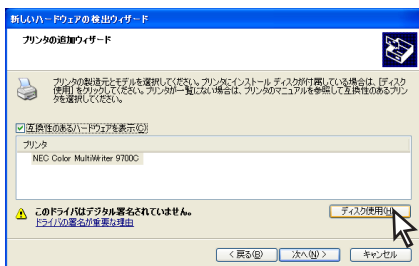 新しいハードウェアの検出ウィザード
プリンタの追加ウィザード
プリンタの製造元とモデルを選択してください。プリンタにインストール ディスクが付属している場合は、[ディスク
使用] をクリックしてください。プリンタが一覧にない場合は、プリンタのマニュアルを参照して互換性のあるプリン
タを選択してください。
互換性のあるハードウェアを表示(C)
プリンタ
NEC Color MultiWriter 9700C
このドライバはデジタル署名されていません。
ドライバの署名が重要な理由
ディスク使用(H)...
< 戻る(B)
次へ(N) >
キャンセル